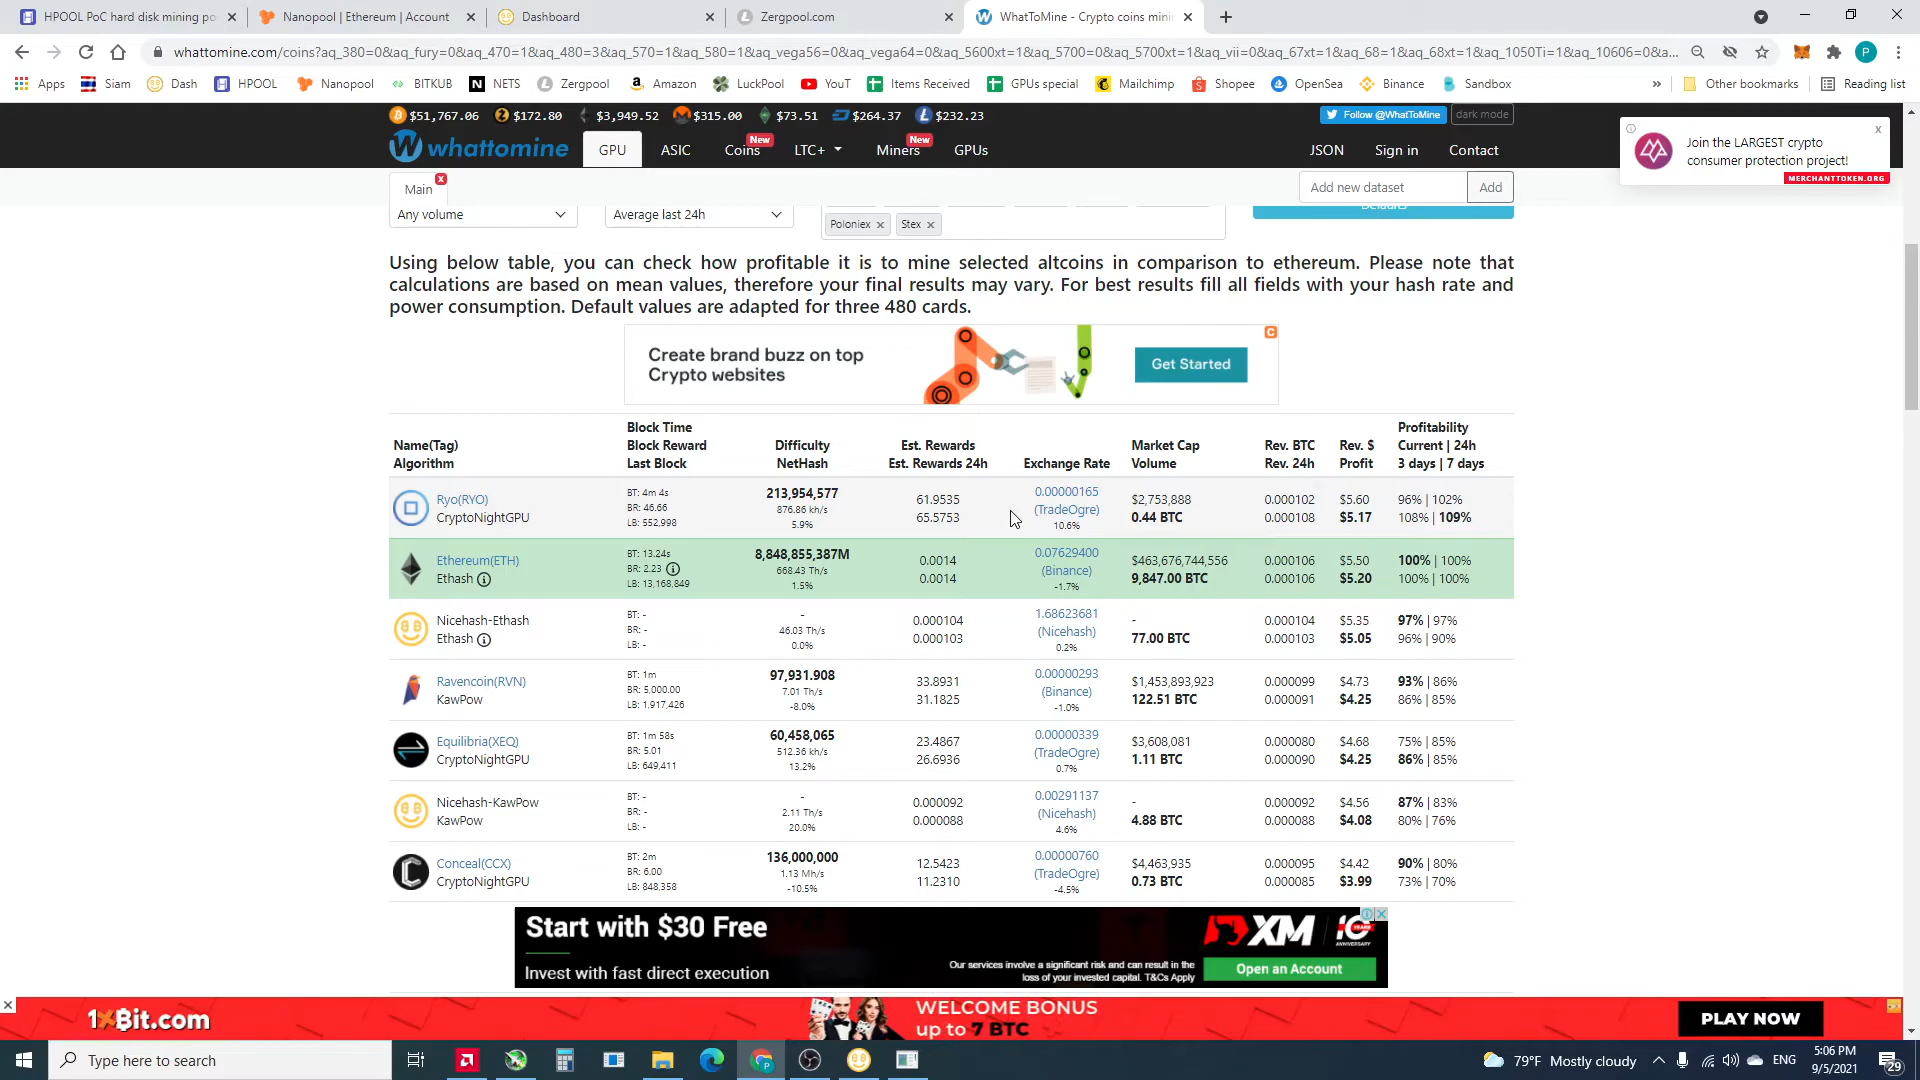 HPOOL PoC hard disk mining po
Nanopool | Ethereum | Account
Dashboard
Zergpool.com
WhatToMine - Crypto coins mini
whattomine.com/coins?aq_380=0&aq_fury=0&aq_470=1&aq_480=3&aq_570=1&aq_580=1&aq_vega56=0&aq_vega64=0&aq_5600xt=1&aq_5700=0&aq_5700xt=1&aq_vii=0&aq_67xt=1&aq_68=1&aq_68xt=1&aq_1050Ti=1&aq_10606=0&a...
P
Apps Siam Dash HPOOL Nanopool BITKUB NETS Zergpool Amazon LuckPool YouT Items Received GPUs special Mailchimp Shopee OpenSea Binance Sandbox » Other bookmarks Reading list
$51,767.06 $172.80 $3,949.52 $315.00 $73.51 $264.37 $232.23
Follow @WhatToMine dark mode
whattomine GPU ASIC Coins New LTC+ Miners New GPUs JSON Sign in Contact
Join the LARGEST crypto
consumer protection project!
MERCHANTTOKEN.ORG
Main
Add new dataset Add
Any volume Average last 24h
Poloniex × Stex ×
Defaults
Using below table, you can check how profitable it is to mine selected altcoins in comparison to ethereum. Please note that
calculations are based on mean values, therefore your final results may vary. For best results fill all fields with your hash rate and
power consumption. Default values are adapted for three 480 cards.
Create brand buzz on top
Crypto websites
Get Started
Name(Tag)
Algorithm
Block Time
Block Reward
Last Block
Difficulty
NetHash
Est. Rewards
Est. Rewards 24h
Exchange Rate
Market Cap
Volume
Rev. BTC
Rev. 24h
Rev. $
Profit
Profitability
Current | 24h
3 days | 7 days
Ryo(RYO)
CryptoNightGPU
BT: 4m 4s
BR: 46.66
LB: 552,998
213,954,577
876.86 kh/s
5.9%
61.9535
65.5753
0.00000165
(TradeOgre)
10.6%
$2,753,888
0.44 BTC
0.000102
0.000108
$5.60
$5.17
96% | 102%
108% | 109%
Ethereum(ETH)
Ethash
BT: 13.24s
BR: 2.23
LB: 13,168,849
8,848,855,387M
668.43 Th/s
1.5%
0.0014
0.0014
0.07629400
(Binance)
-1.7%
$463,676,744,556
9,847.00 BTC
0.000106
0.000106
$5.50
$5.20
100% | 100%
100% | 100%
Nicehash-Ethash
Ethash
BT: -
BR: -
LB: -
-
46.03 Th/s
0.0%
0.000104
0.000103
1.68623681
(Nicehash)
0.2%
-
77.00 BTC
0.000104
0.000103
$5.35
$5.05
97% | 97%
96% | 90%
Ravencoin(RVN)
KawPow
BT: 1m
BR: 5,000.00
LB: 1,917,426
97,931.908
7.01 Th/s
-8.0%
33.8931
31.1825
0.00000293
(Binance)
-1.0%
$1,453,893,923
122.51 BTC
0.000099
0.000091
$4.73
$4.25
93% | 86%
86% | 85%
Equilibria(XEQ)
CryptoNightGPU
BT: 1m 58s
BR: 5.01
LB: 649,411
60,458,065
512.36 kh/s
13.2%
23.4867
26.6936
0.00000339
(TradeOgre)
0.7%
$3,608,081
1.11 BTC
0.000080
0.000090
$4.68
$4.25
75% | 85%
86% | 85%
Nicehash-KawPow
KawPow
BT: -
BR: -
LB: -
-
2.11 Th/s
20.0%
0.000092
0.000088
0.00291137
(Nicehash)
4.6%
-
4.88 BTC
0.000092
0.000088
$4.56
$4.08
87% | 83%
80% | 76%
Conceal(CCX)
CryptoNightGPU
BT: 2m
BR: 6.00
LB: 848,358
136,000,000
1.13 Mh/s
-10.5%
12.5423
11.2310
0.00000760
(TradeOgre)
-4.5%
$4,463,935
0.73 BTC
0.000095
0.000085
$4.42
$3.99
90% | 80%
73% | 70%
Start with $30 Free
Invest with fast direct execution
Our services involve a significant risk and can result in the
loss of your invested capital. T&Cs Apply
XM
10 YEARS
ANNIVERSARY
Open an Account
1XBit.com
WELCOME BONUS
up to 7 BTC
PLAY NOW
Type here to search
79°F Mostly cloudy
ENG
5:06 PM
9/5/2021
29